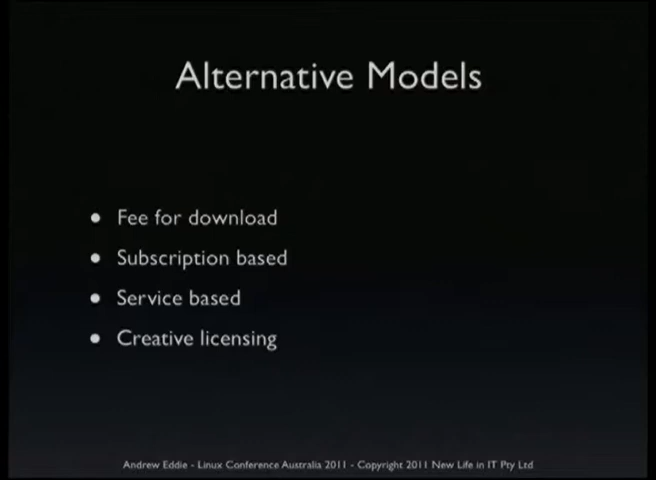 Alternative Models
Fee for download
Subscription based
Service based
Creative licensing
Andrew Eddie - Linux Conference Australia 2011 - Copyright 2011 New Life in IT Pty Ltd